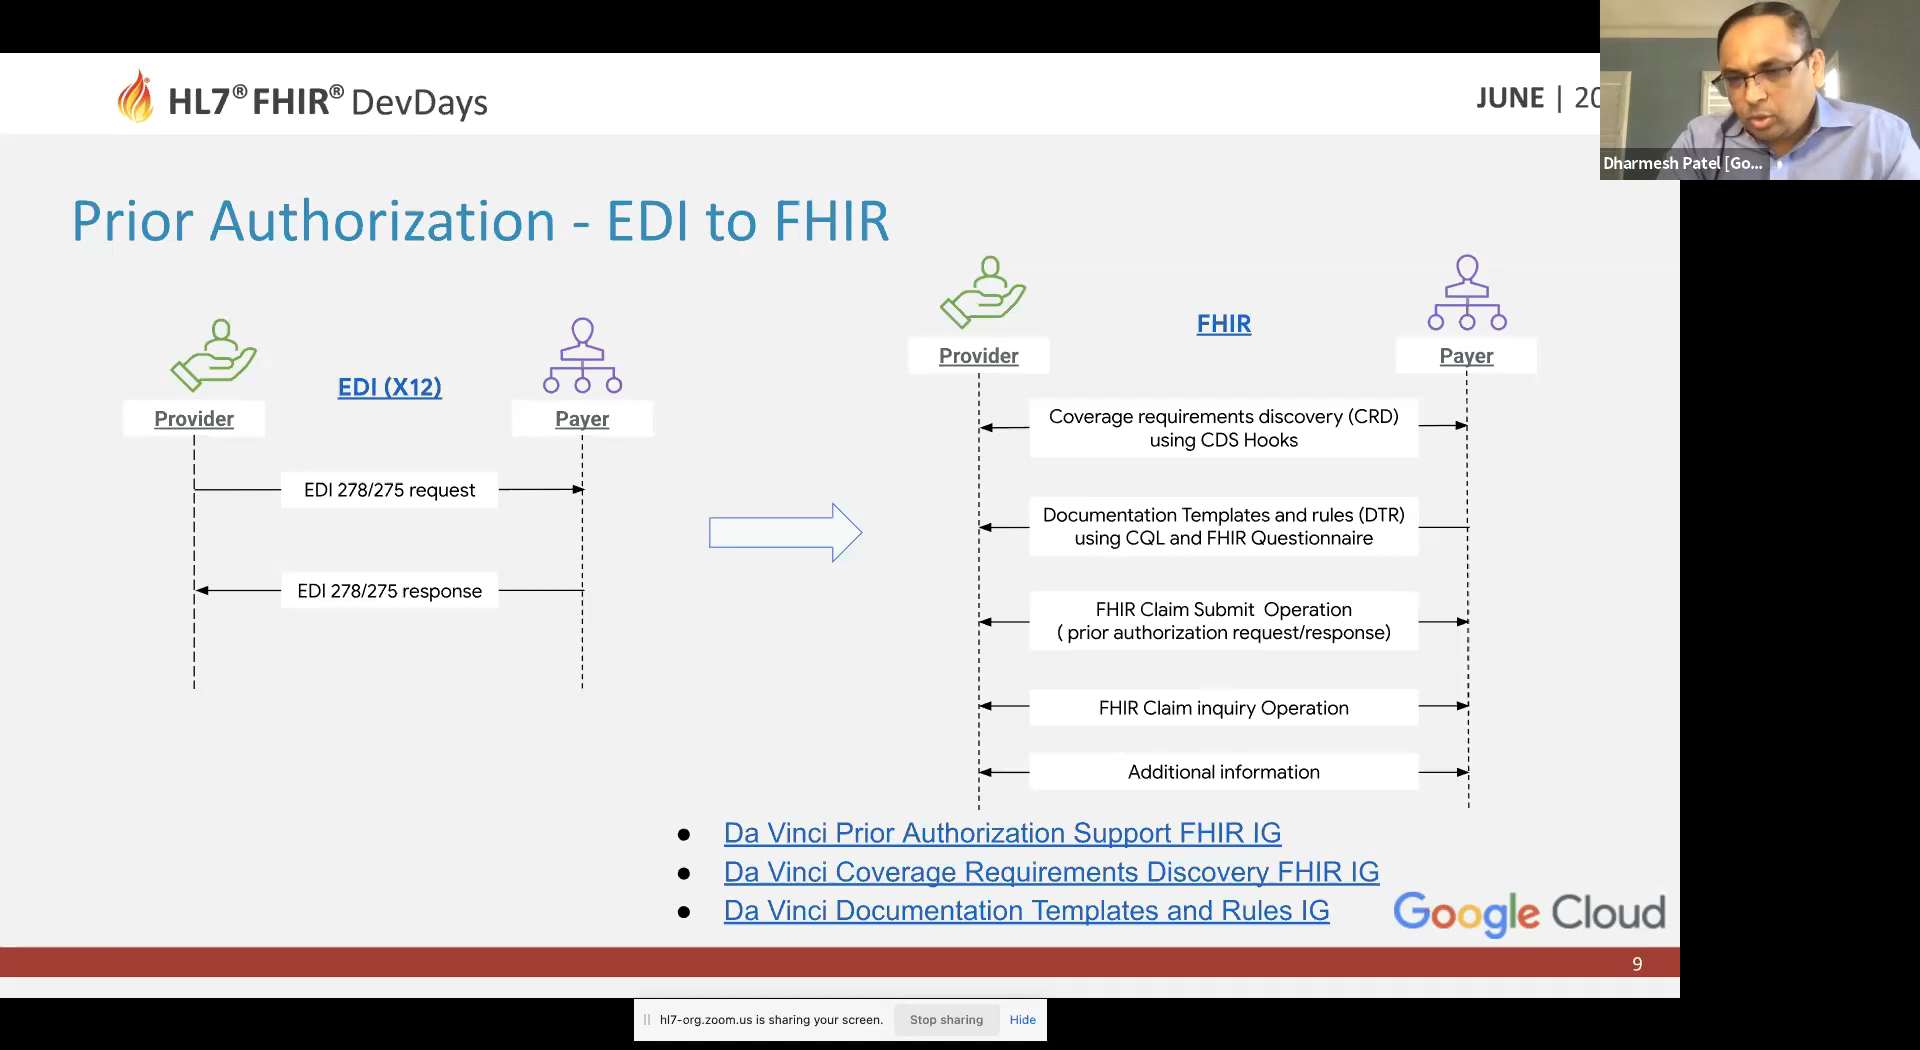 HL7® FHIR® DevDays
JUNE | 20
Dharmesh Patel [Go...
Prior Authorization - EDI to FHIR
EDI (X12)
Provider
Payer
EDI 278/275 request
EDI 278/275 response
FHIR
Provider
Payer
Coverage requirements discovery (CRD)
using CDS Hooks
Documentation Templates and rules (DTR)
using CQL and FHIR Questionnaire
FHIR Claim Submit Operation
( prior authorization request/response)
FHIR Claim inquiry Operation
Additional information
● Da Vinci Prior Authorization Support FHIR IG
● Da Vinci Coverage Requirements Discovery FHIR IG
● Da Vinci Documentation Templates and Rules IG
Google Cloud
9
hl7-org.zoom.us is sharing your screen.
Stop sharing
Hide